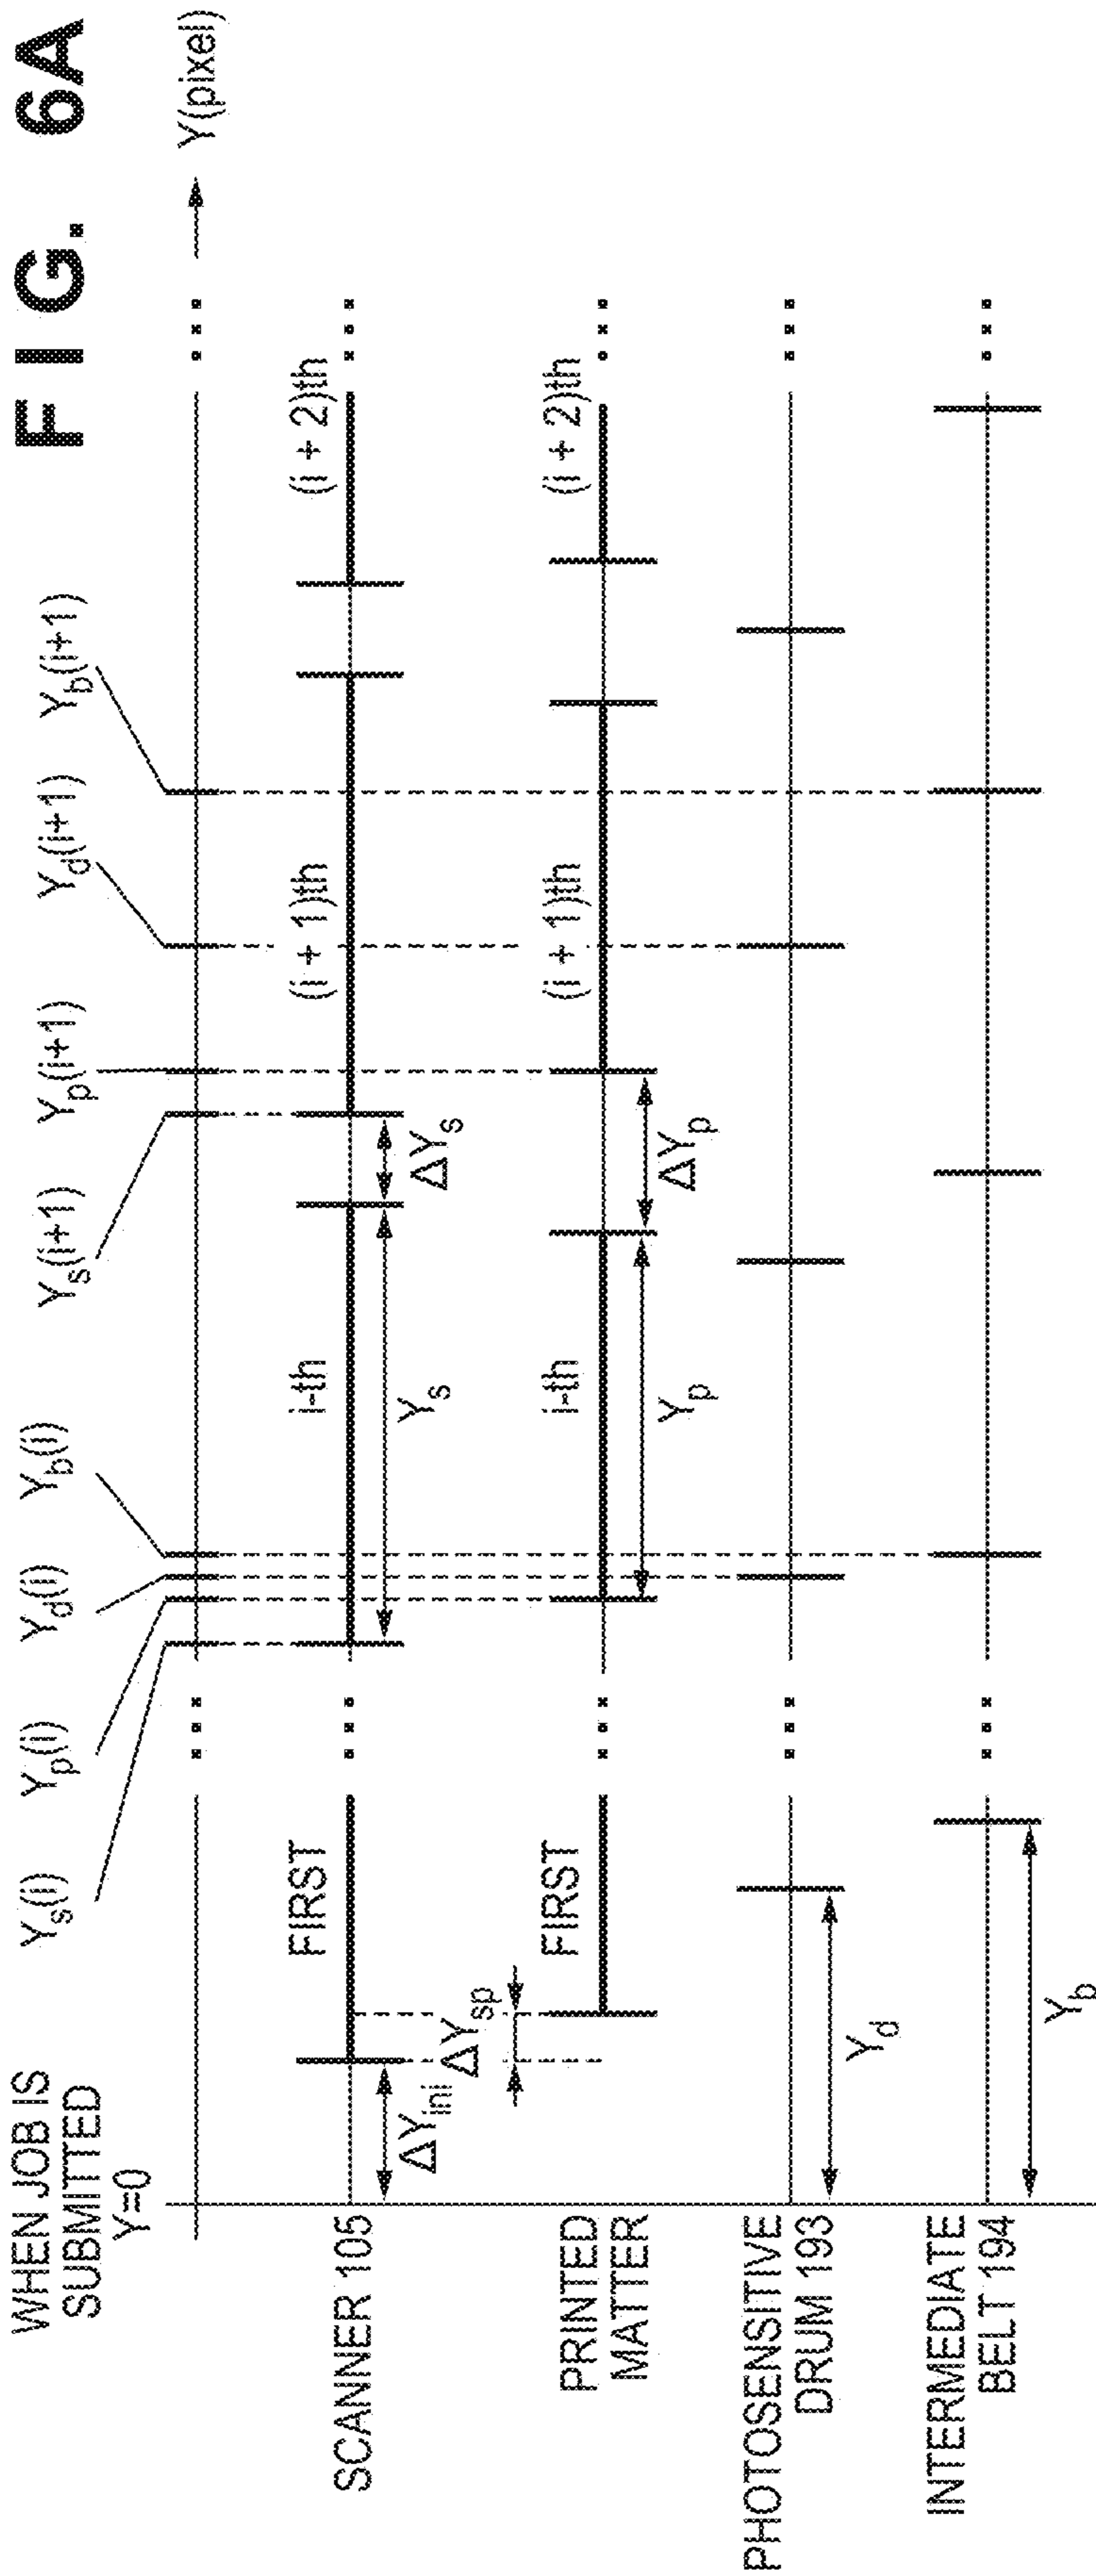 FIG. 6A
WHEN JOB IS
SUBMITTED
Y=0
Ys(i)
Yp(i)
Yd(i)
Yb(i)
Ys(i+1)
Yp(i+1)
Yd(i+1)
Yb(i+1)
Y(pixel)
SCANNER 105
FIRST
i-th
(i + 1)th
(i + 2)th
ΔYini
ΔYsp
Ys
ΔYs
PRINTED
MATTER
FIRST
i-th
(i + 1)th
(i + 2)th
Yp
ΔYp
PHOTOSENSITIVE
DRUM 193
Yd
INTERMEDIATE
BELT 194
Yb